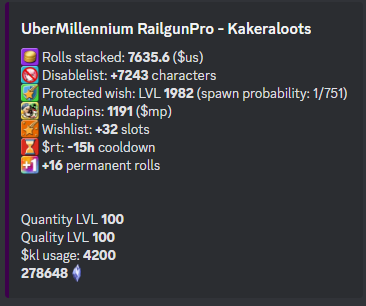 UberMillennium RailgunPro - Kakeraloots
Rolls stacked: 7635.6 ($us)
Disablelist: +7243 characters
Protected wish: LVL 1982 (spawn probability: 1/751)
Mudapins: 1191 ($mp)
Wishlist: +32 slots
$rt: -15h cooldown
+1 +16 permanent rolls
Quantity LVL 100
Quality LVL 100
$kl usage: 4200
278648